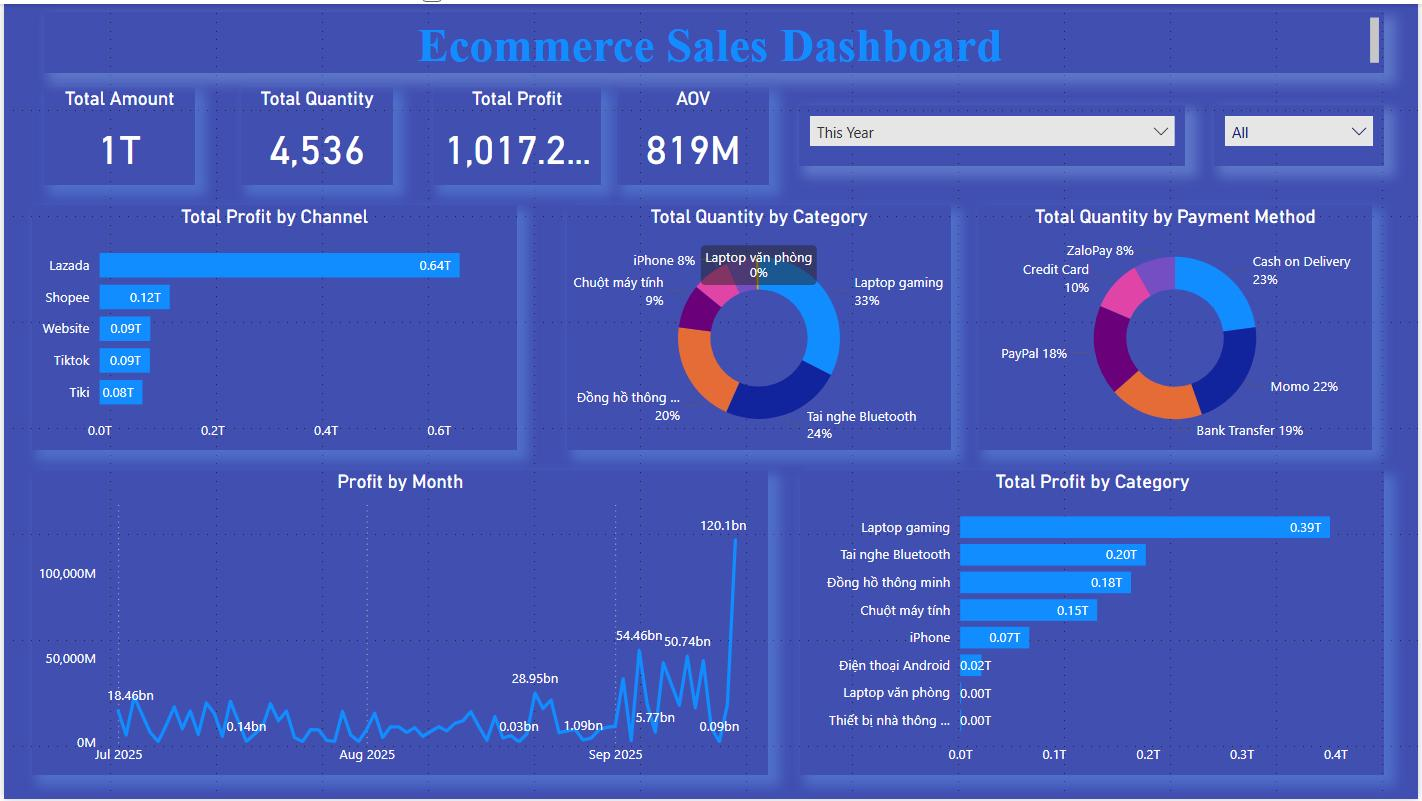 Ecommerce Sales Dashboard
Total Amount
1T
Total Quantity
4,536
Total Profit
1,017.2...
AOV
819M
This Year
All
Total Profit by Channel
Lazada
0.64T
Shopee
0.12T
Website
0.09T
Tiktok
0.09T
Tiki
0.08T
0.0T
0.2T
0.4T
0.6T
Total Quantity by Category
iPhone 8%
Laptop văn phòng
0%
Chuột máy tính
9%
Laptop gaming
33%
Đồng hồ thông ...
20%
Tai nghe Bluetooth
24%
Total Quantity by Payment Method
ZaloPay 8%
Credit Card
10%
Cash on Delivery
23%
PayPal 18%
Momo 22%
Bank Transfer 19%
Profit by Month
120.1bn
100,000M
54.46bn
50.74bn
50,000M
28.95bn
18.46bn
0.14bn
0.03bn
1.09bn
5.77bn
0.09bn
0M
Jul 2025
Aug 2025
Sep 2025
Total Profit by Category
Laptop gaming
0.39T
Tai nghe Bluetooth
0.20T
Đồng hồ thông minh
0.18T
Chuột máy tính
0.15T
iPhone
0.07T
Điện thoại Android
0.02T
Laptop văn phòng
0.00T
Thiết bị nhà thông ...
0.00T
0.0T
0.1T
0.2T
0.3T
0.4T